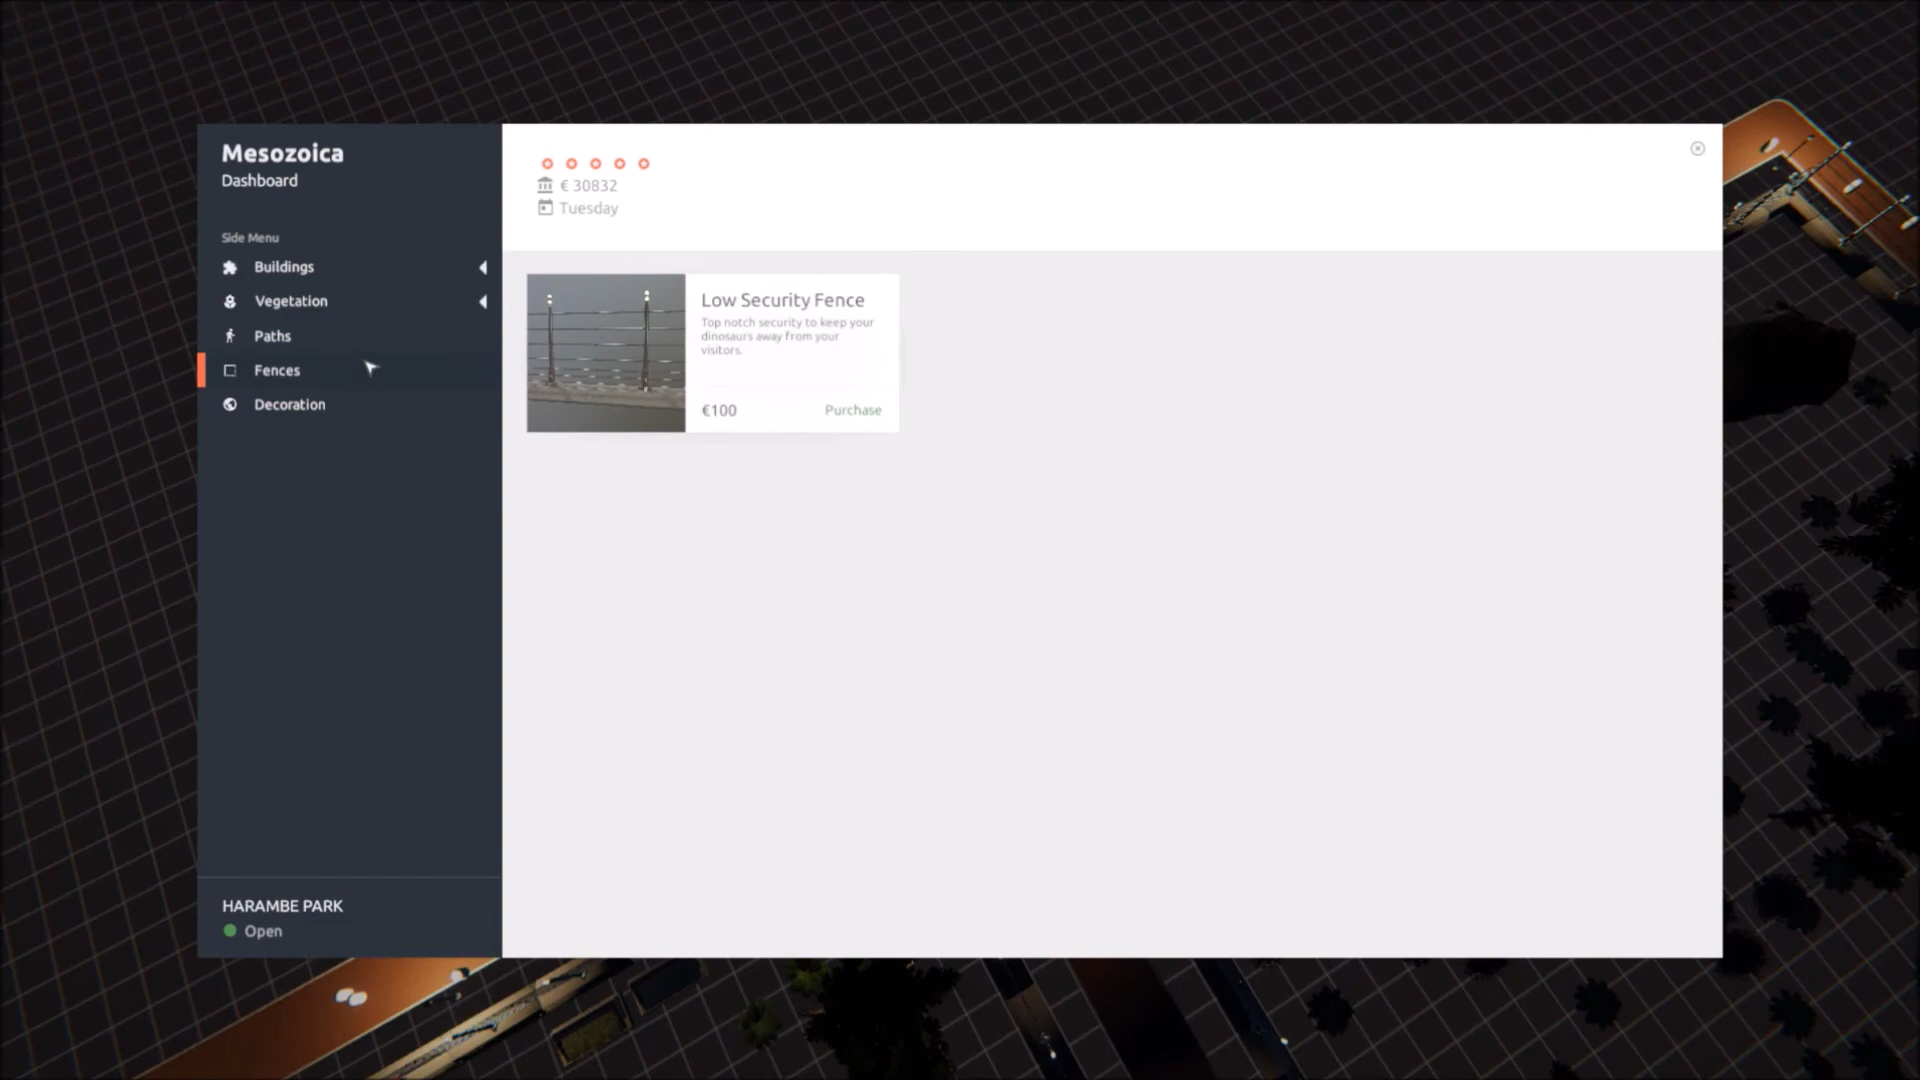 Mesozoica
Dashboard
Side Menu
Buildings
Vegetation
Paths
Fences
Decoration
HARAMBE PARK
Open
€ 30832
Tuesday
Low Security Fence
Top notch security to keep your
dinosaurs away from your
visitors.
€100 Purchase